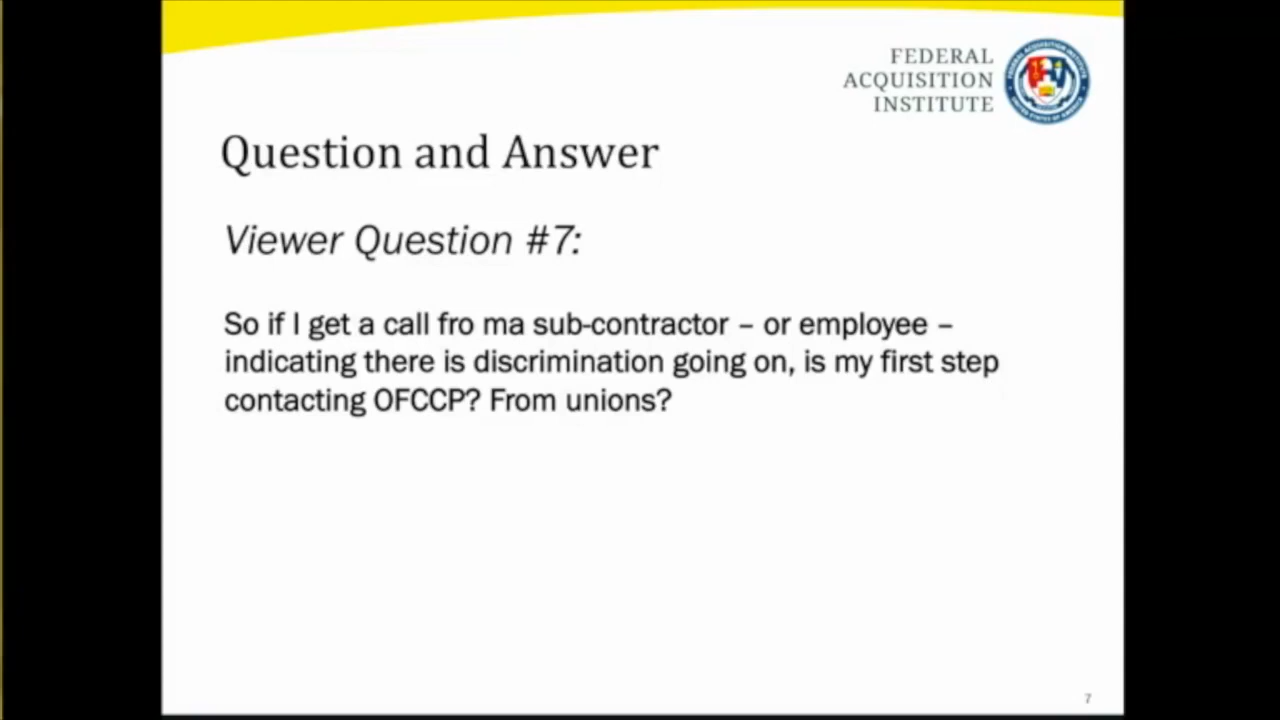 FEDERAL
ACQUISITION
INSTITUTE
Question and Answer
Viewer Question #7:
So if I get a call fro ma sub-contractor – or employee –
indicating there is discrimination going on, is my first step
contacting OFCCP? From unions?
7